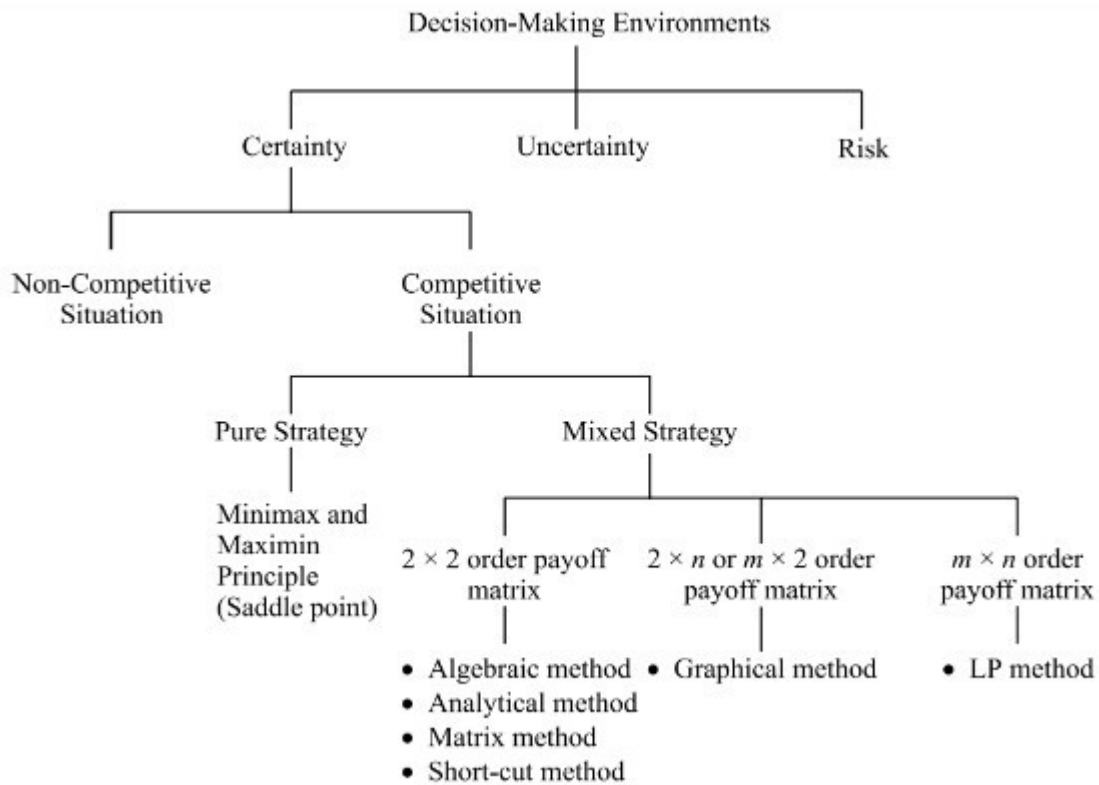 Decision-Making Environments
Certainty
Uncertainty
Risk
Non-Competitive
Situation
Competitive
Situation
Pure Strategy
Mixed Strategy
Minimax and
Maximin
Principle
(Saddle point)
2 × 2 order payoff
matrix
2 × n or m × 2 order
payoff matrix
m × n order
payoff matrix
• Algebraic method
• Analytical method
• Matrix method
• Short-cut method
• Graphical method
• LP method